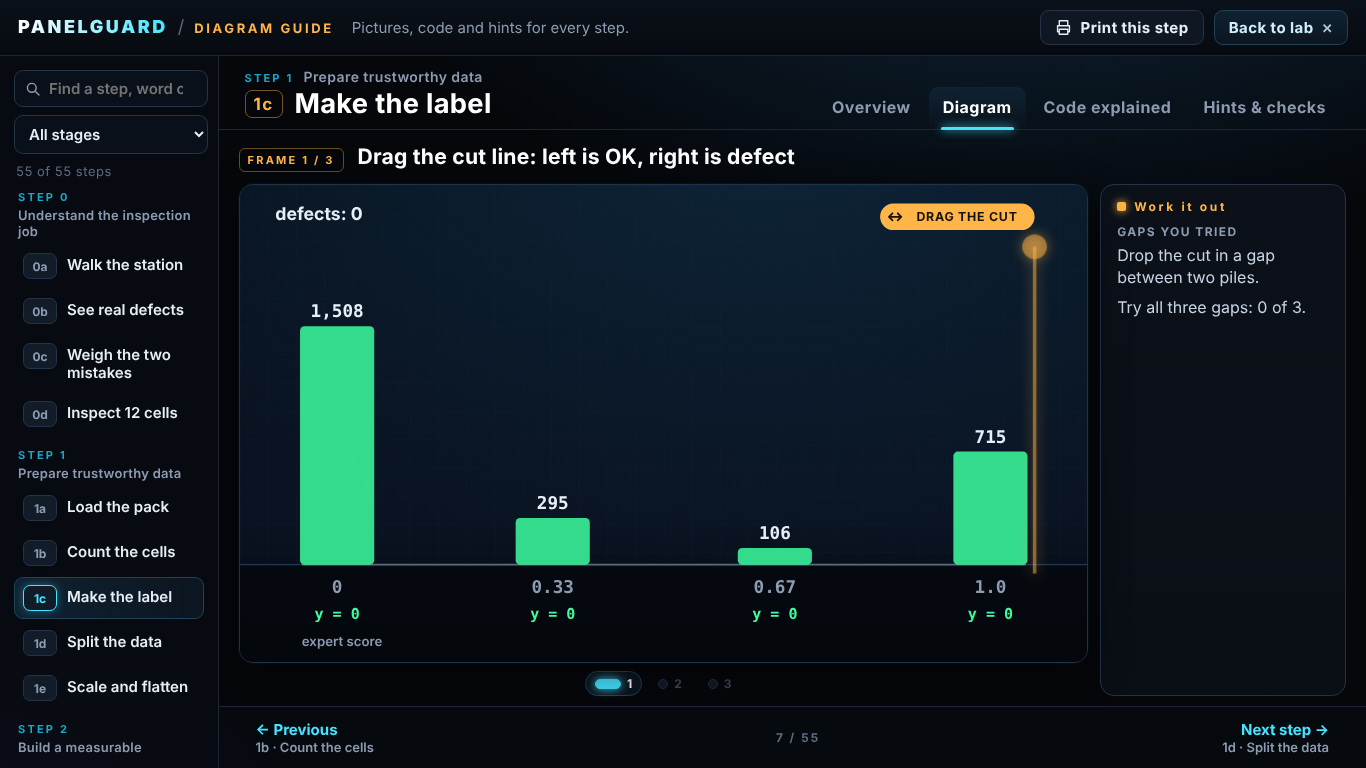 PANELGUARD / DIAGRAM GUIDE Pictures, code and hints for every step.
Print this step
Back to lab ×
Find a step, word c
All stages
55 of 55 steps
STEP 0
Understand the inspection
job
0a Walk the station
0b See real defects
0c Weigh the two
mistakes
0d Inspect 12 cells
STEP 1
Prepare trustworthy data
1a Load the pack
1b Count the cells
1c Make the label
1d Split the data
1e Scale and flatten
STEP 2
Build a measurable
STEP 1 Prepare trustworthy data
1c Make the label
Overview
Diagram
Code explained
Hints & checks
FRAME 1 / 3 Drag the cut line: left is OK, right is defect
defects: 0
↔ DRAG THE CUT
1,508
295
106
715
0 0.33 0.67 1.0
y = 0 y = 0 y = 0 y = 0
expert score
1 2 3
Work it out
GAPS YOU TRIED
Drop the cut in a gap
between two piles.
Try all three gaps: 0 of 3.
← Previous
1b · Count the cells
7 / 55
Next step →
1d · Split the data